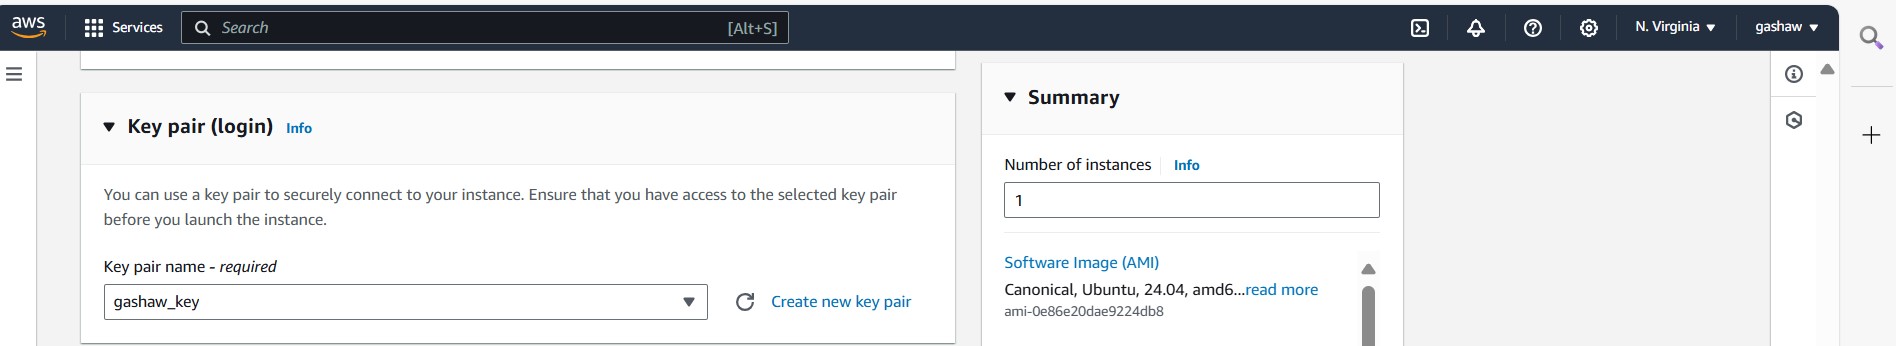 aws
Services
Search
[Alt+S]
N. Virginia
gashaw
Key pair (login)
Info
You can use a key pair to securely connect to your instance. Ensure that you have access to the selected key pair
before you launch the instance.
Key pair name - required
gashaw_key
Create new key pair
Summary
Number of instances
Info
1
Software Image (AMI)
Canonical, Ubuntu, 24.04, amd6...read more
ami-0e86e20dae9224db8